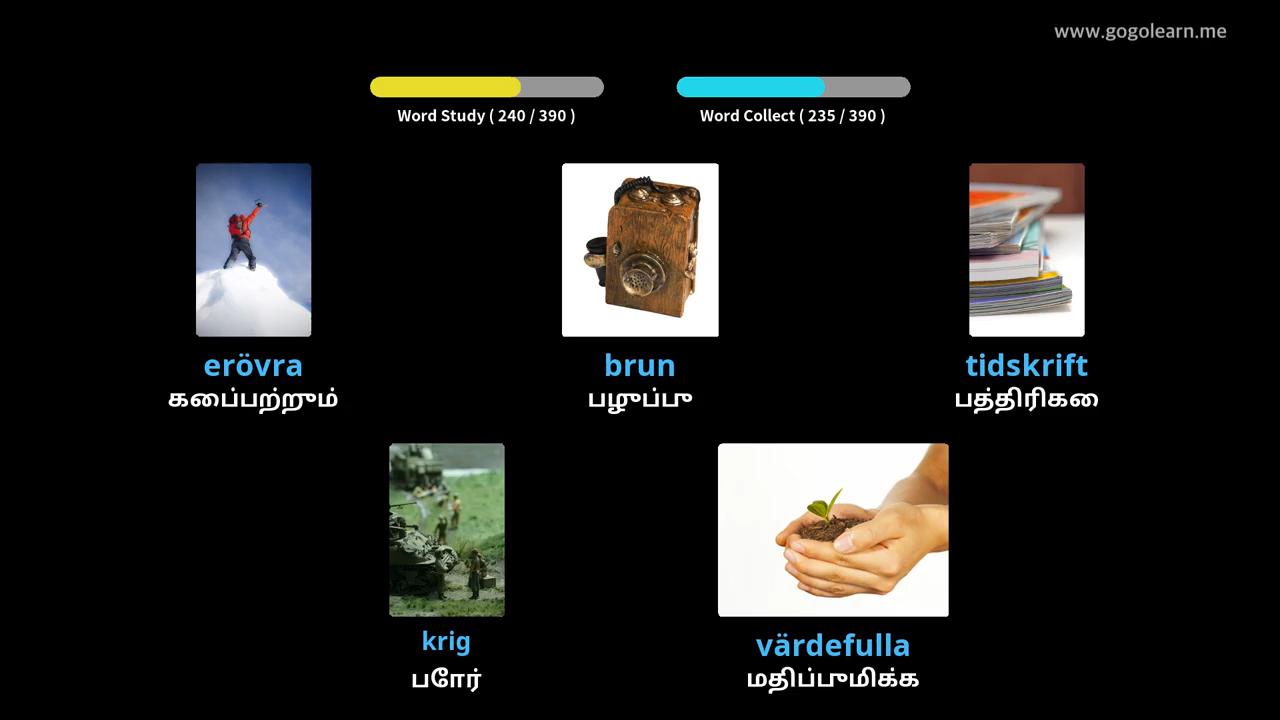 www.gogolearn.me
Word Study ( 240 / 390 )
Word Collect ( 235 / 390 )
erövra
கைப்பற்றும்
brun
பழுப்பு
tidskrift
பத்திரிகை
krig
போர்
värdefulla
மதிப்புமிக்க